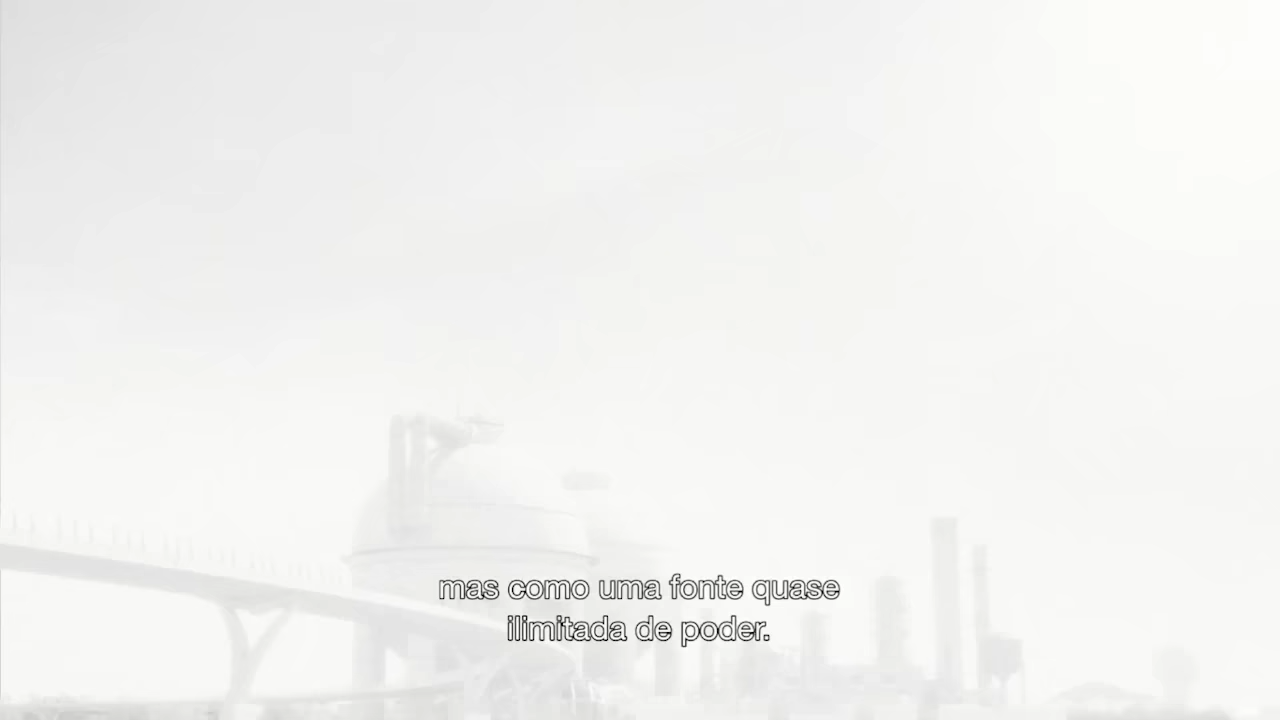 mas como uma fonte quase
ilimitada de poder.